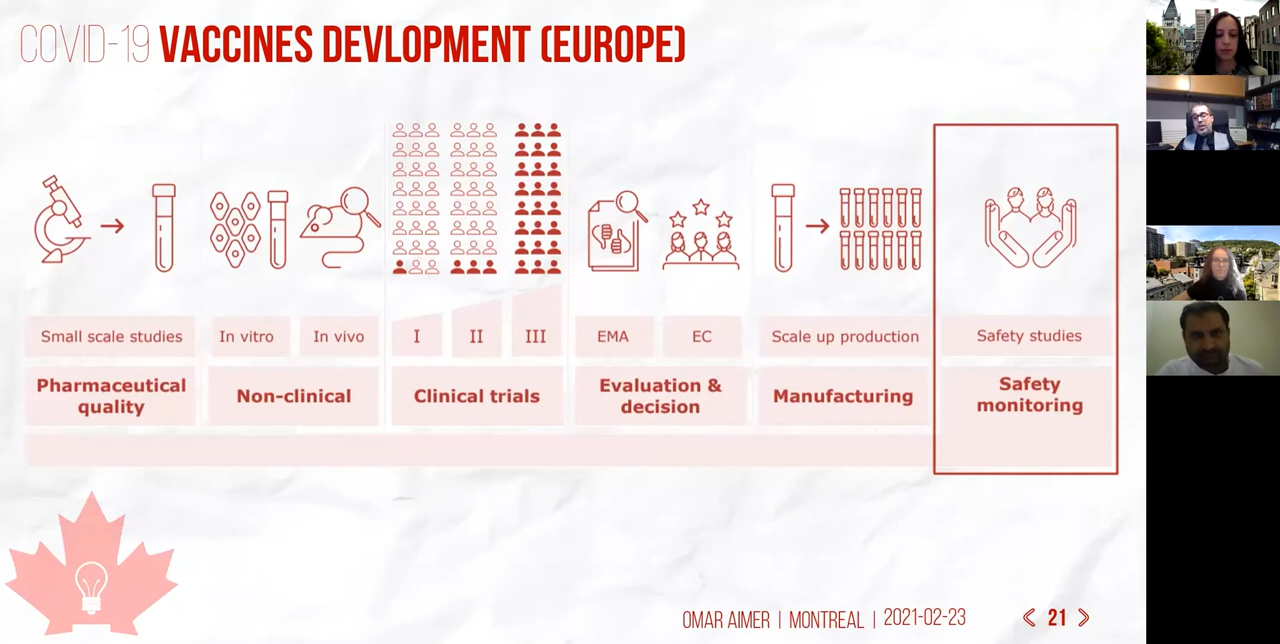 COVID-19 VACCINES DEVLOPMENT (EUROPE)
Small scale studies
In vitro
In vivo
I
II
III
EMA
EC
Scale up production
Safety studies
Pharmaceutical
quality
Non-clinical
Clinical trials
Evaluation &
decision
Manufacturing
Safety
monitoring
OMAR AIMER | MONTREAL | 2021-02-23
21